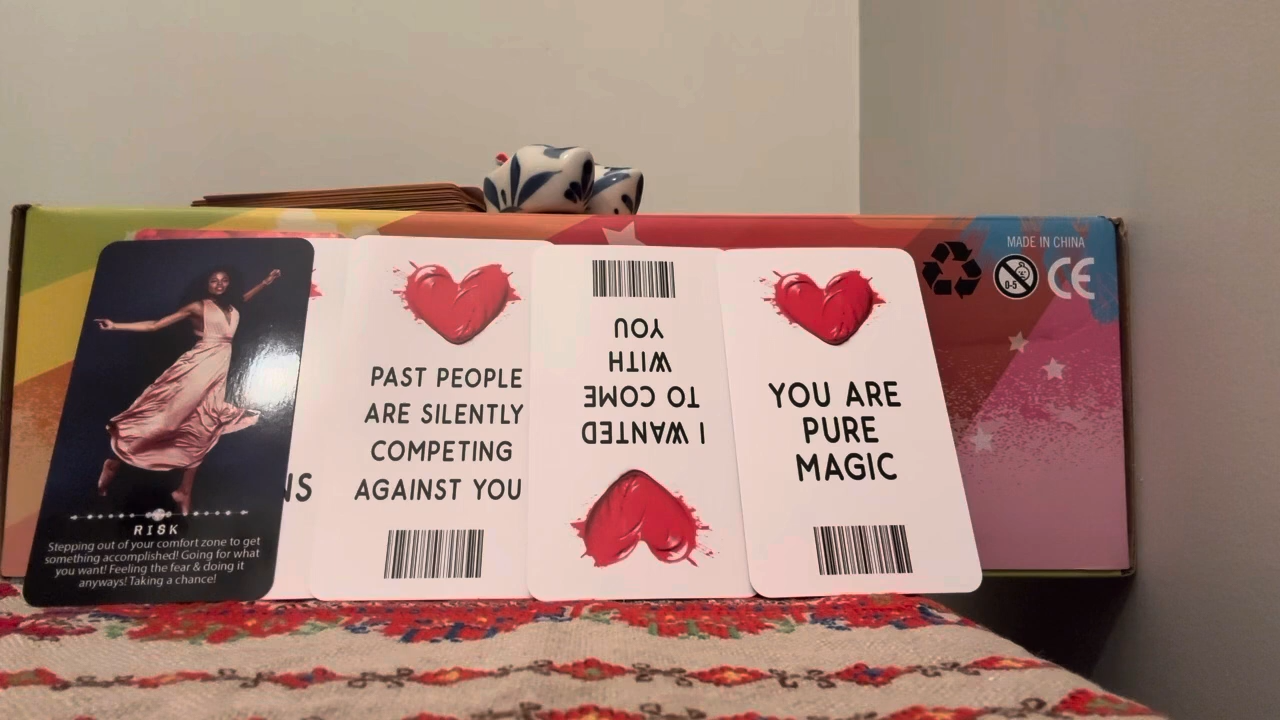 RISK
Stepping out of your comfort zone to get
something accomplished! Going for what
you want! Feeling the fear & doing it
anyways! Taking a chance!
NS
PAST PEOPLE
ARE SILENTLY
COMPETING
AGAINST YOU
I WANTED
TO COME
WITH
YOU
YOU ARE
PURE
MAGIC
MADE IN CHINA
0-5
CE